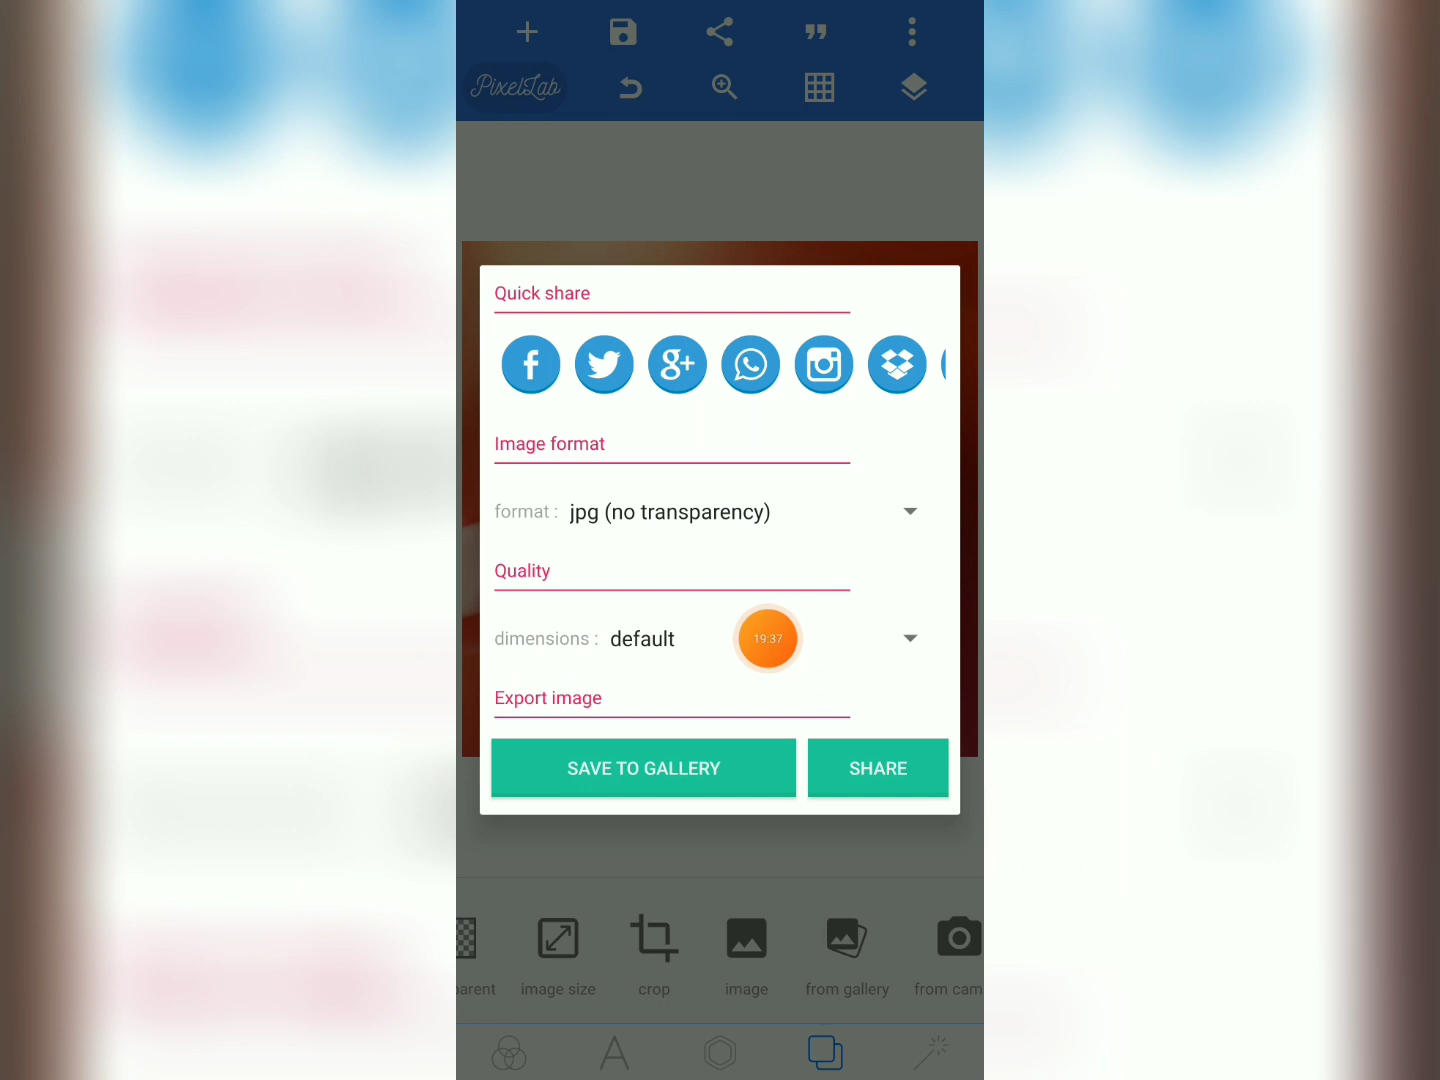 PixelLab
Quick share
Image format
format : jpg (no transparency)
Quality
dimensions : default
19:37
Export image
SAVE TO GALLERY SHARE
parent image size crop image from gallery from cam